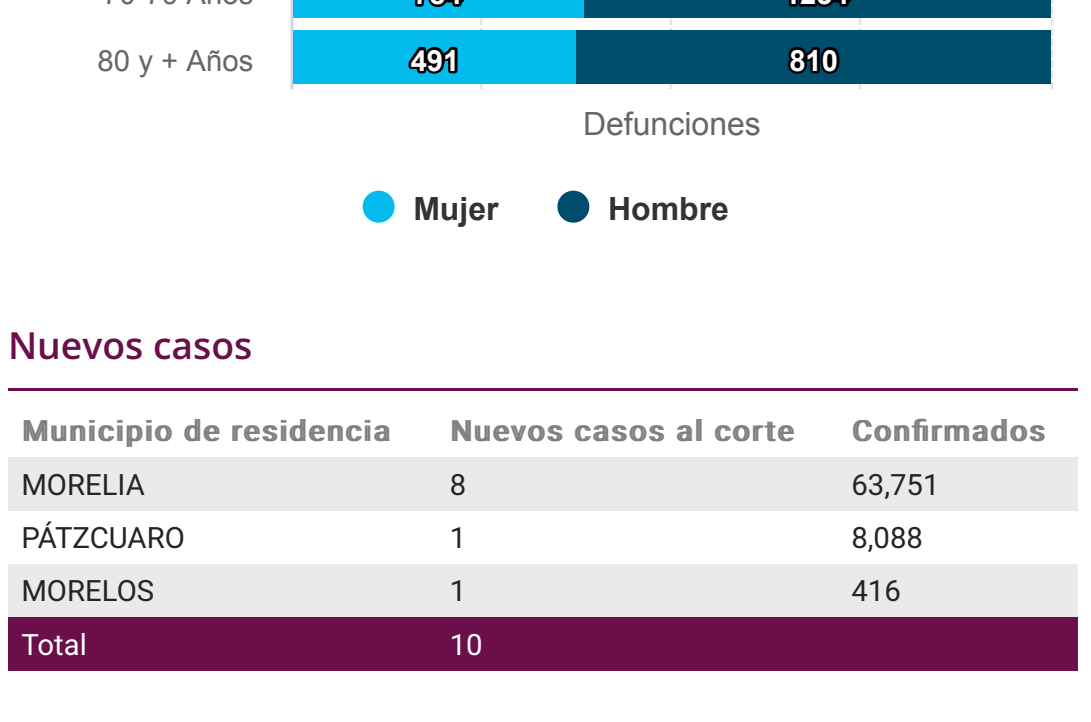 80 y + Años 491 810
Defunciones
Mujer Hombre
Nuevos casos
Municipio de residencia Nuevos casos al corte Confirmados
MORELIA 8 63,751
PÁTZCUARO 1 8,088
MORELOS 1 416
Total 10